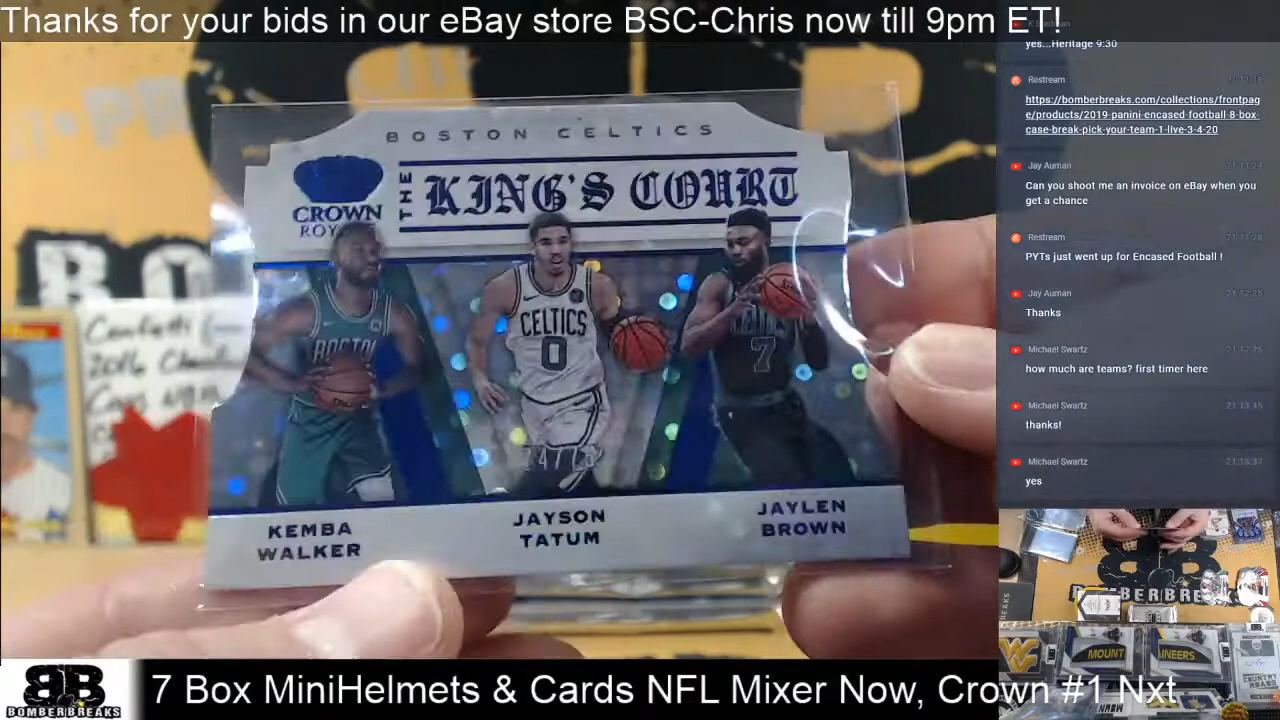 Thanks for your bids in our eBay store BSC-Chris now till 9pm ET!
BOSTON CELTICS
CROWN
THE KING'S COURT
CELTICS
0
7
KEMBA
WALKER
JAYSON
TATUM
JAYLEN
BROWN
yes...Heritage 9:30
Restream
https://bomberbreaks.com/collections/frontpag
e/products/2019-panini-encased-football-8-box-
case-break-pick-your-team-1-live-3-4-20
Jay Auman
Can you shoot me an invoice on eBay when you
get a chance
Restream
PYTs just went up for Encased Football !
Jay Auman
Thanks
Michael Swartz
how much are teams? first timer here
Michael Swartz
thanks!
Michael Swartz
yes
MOUNT
AINEERS
BB
BOMBERBREAKS
7 Box MiniHelmets & Cards NFL Mixer Now, Crown #1 Nxt